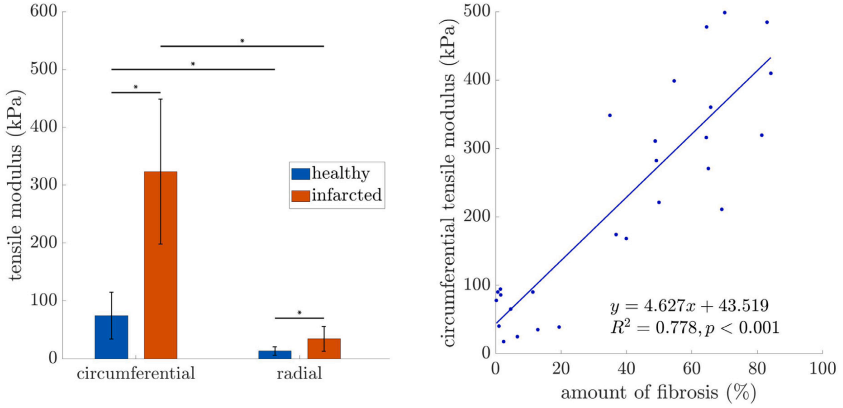 600
500
400
300
200
100
0
tensile modulus (kPa)
*
*
*
*
healthy
infarcted
circumferential
radial
500
400
300
200
100
0
circumferential tensile modulus (kPa)
y = 4.627x + 43.519
R² = 0.778, p < 0.001
0 20 40 60 80 100
amount of fibrosis (%)